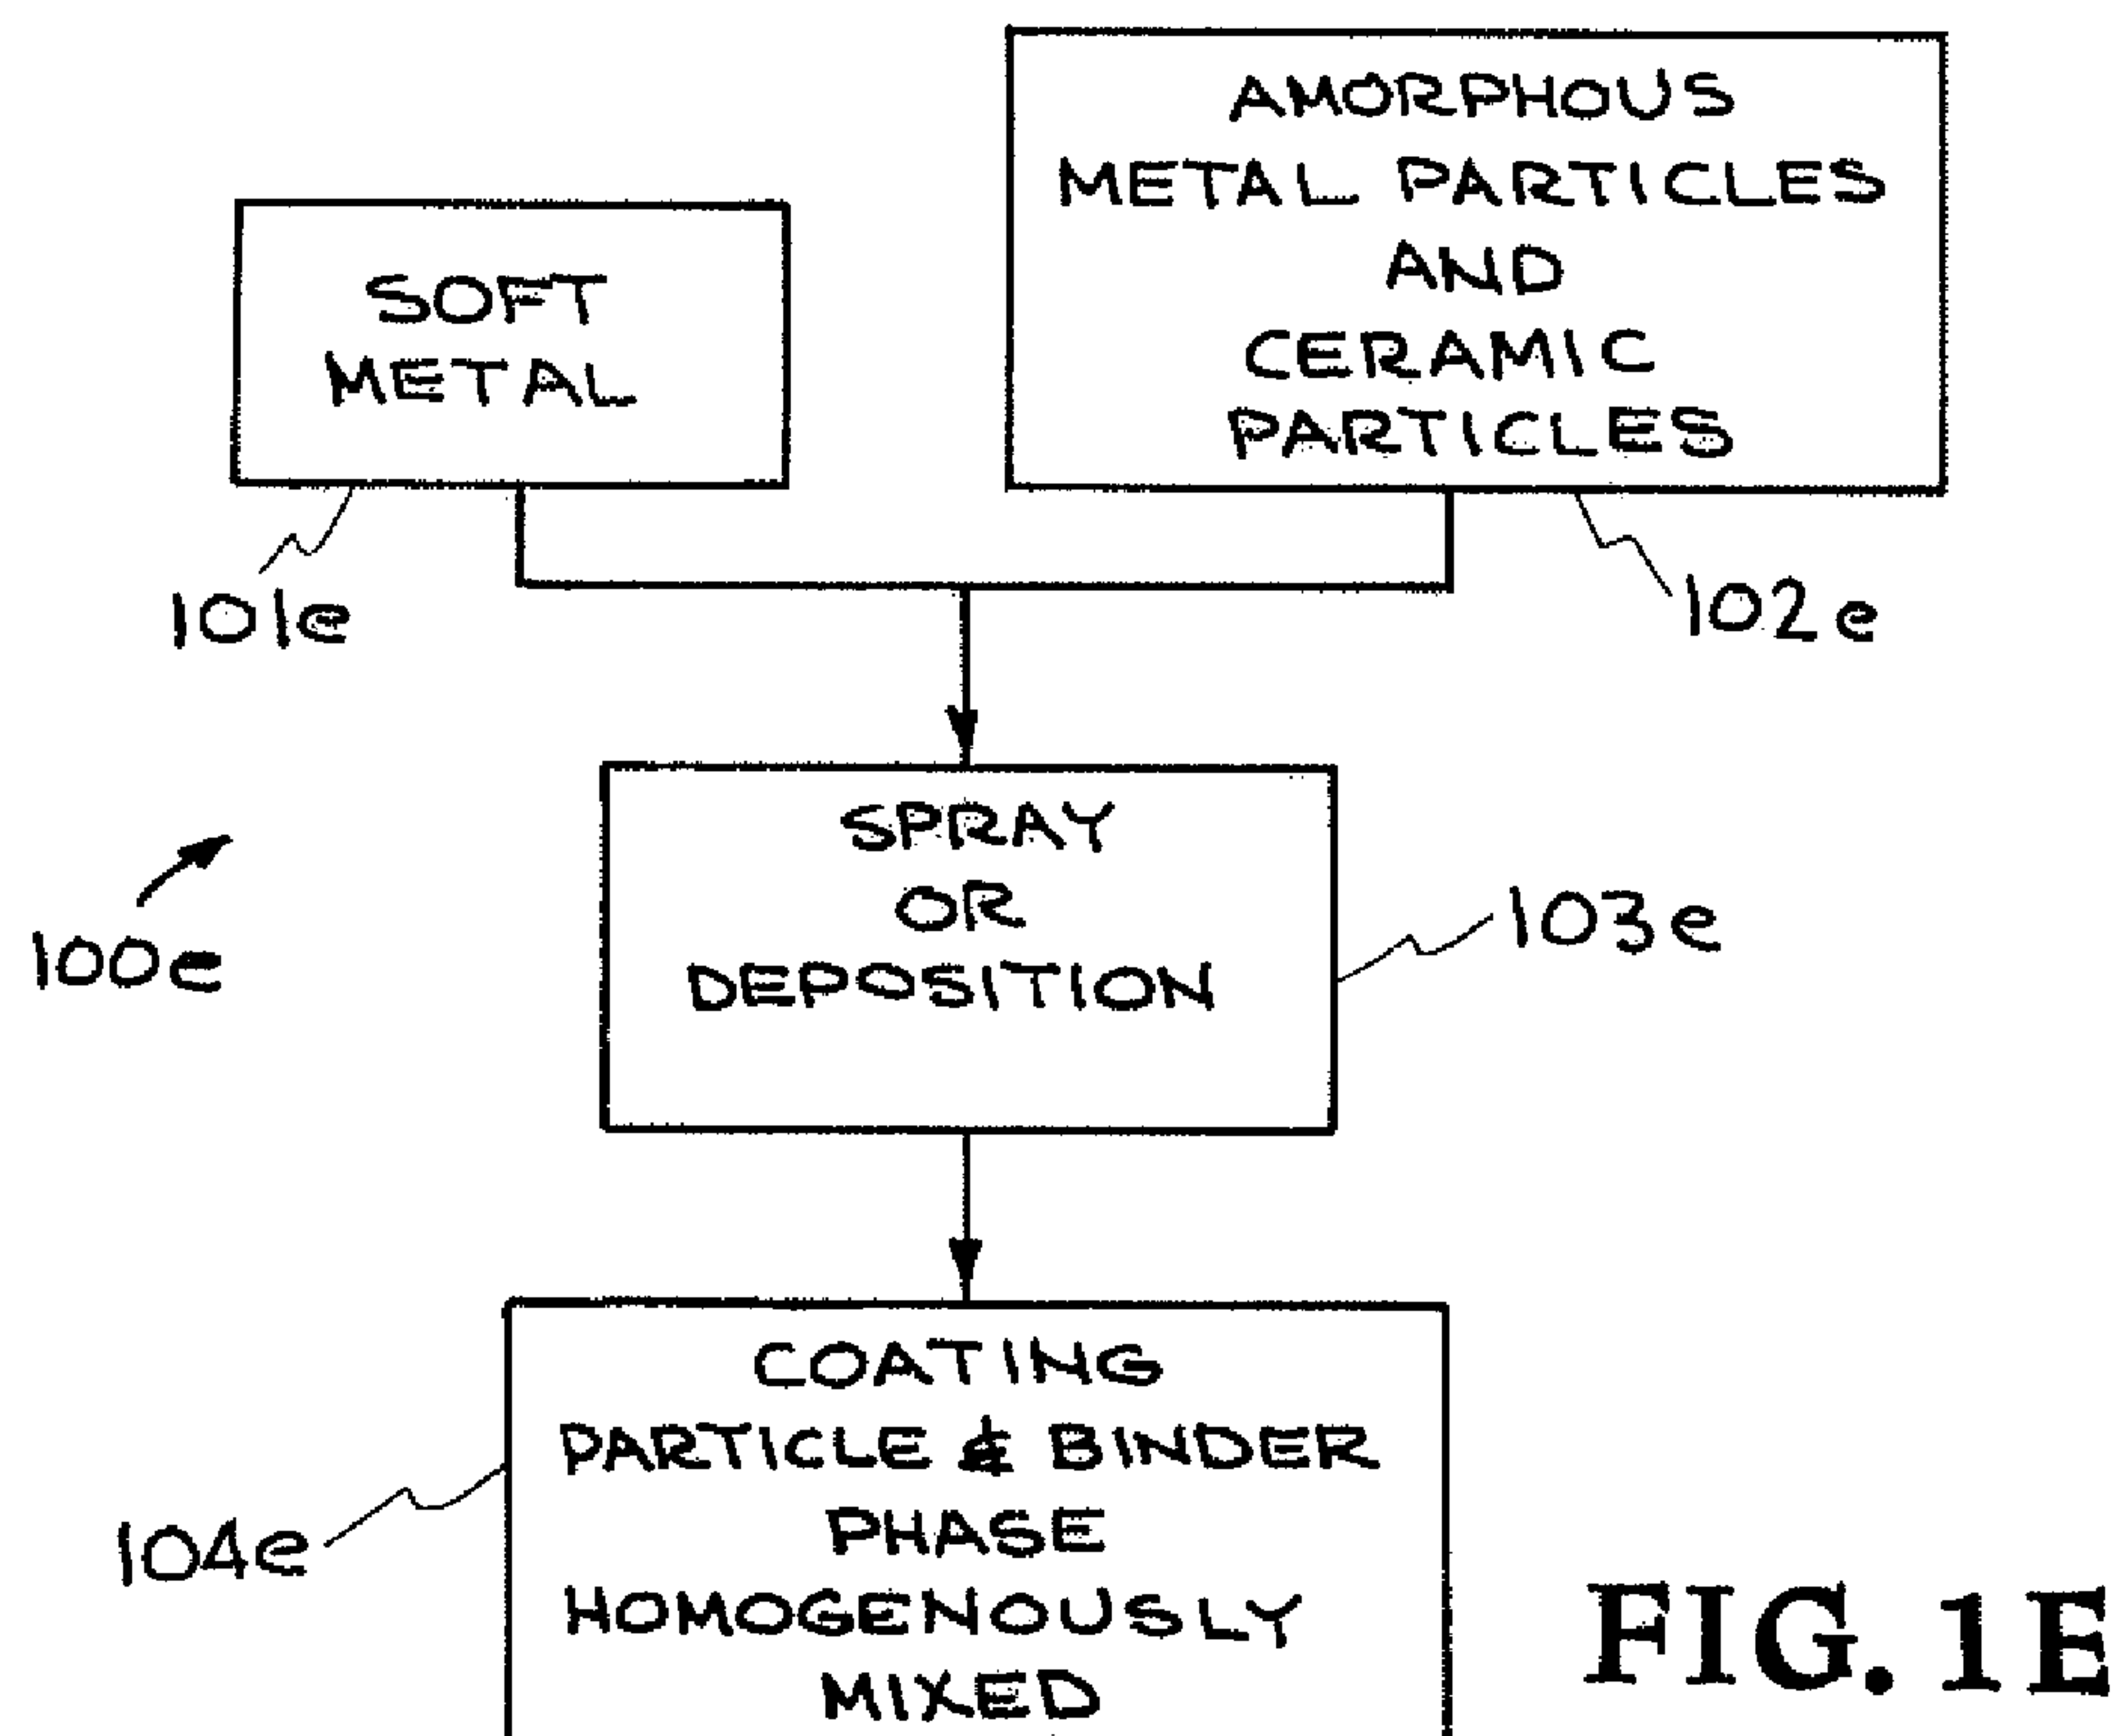 AMORPHOUS
METAL PARTICLES
AND
CERAMIC
PARTICLES
SOFT
METAL
101e
102e
SPRAY
OR
DEPOSITION
103e
100e
COATING
PARTICLE & BINDER
PHASE
HOMOGENOUSLY
MIXED
104e
FIG. 1E